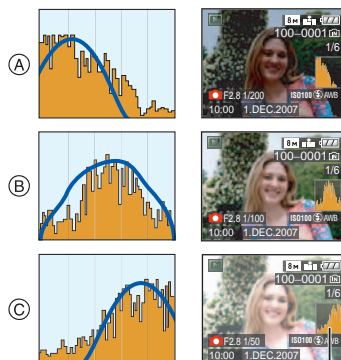 Ⓐ
8M
100–0001
1/6
F2.8 1/200 ISO100 AWB
10:00 1.DEC.2007
Ⓑ
8M
100–0001
1/6
F2.8 1/100 ISO100 AWB
10:00 1.DEC.2007
Ⓒ
8M
100–0001
1/6
F2.8 1/50 ISO100 AWB
10:00 1.DEC.2007